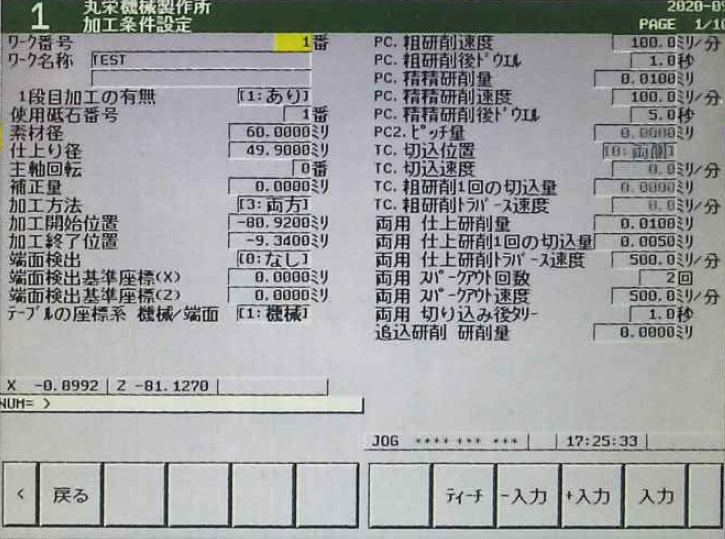 1
丸栄機械製作所
加工条件設定
2020-09
PAGE 1/10
ワーク番号 1番
ワーク名称 TEST
1段目加工の有無 [1:あり]
使用砥石番号 1番
素材径 60.0000ミリ
仕上り径 49.9000ミリ
主軸回転 0番
補正量 0.0000ミリ
加工方法 [3:両方]
加工開始位置 -80.9200ミリ
加工終了位置 -9.3400ミリ
端面検出 [0:なし]
端面検出基準座標(X) 0.0000ミリ
端面検出基準座標(Z) 0.0000ミリ
テーブルの座標系 機械/端面 [1:機械]
PC.粗研削速度 100.0ミリ/分
PC.粗研削後ドウエル 1.0秒
PC.精精研削量 0.0100ミリ
PC.精精研削速度 100.0ミリ/分
PC.精精研削後ドウエル 5.0秒
PC2.ピッチ量 0.0000ミリ
TC.切込位置 [0:両側]
TC.切込速度 0.0ミリ/分
TC.粗研削1回の切込量 0.0000ミリ
TC.粗研削トラバース速度 0.0ミリ/分
両用 仕上研削量 0.0100ミリ
両用 仕上研削1回の切込量 0.0050ミリ
両用 仕上研削トラバース速度 500.0ミリ/分
両用 スパークアウト回数 2回
両用 スパークアウト速度 500.0ミリ/分
両用 切り込み後タリー 1.0秒
追込研削 研削量 0.0000ミリ
X -0.8992 Z -81.1270
NUM= >
JOG **** *** *** 17:25:33
< 戻る ティーチ -入力 +入力 入力